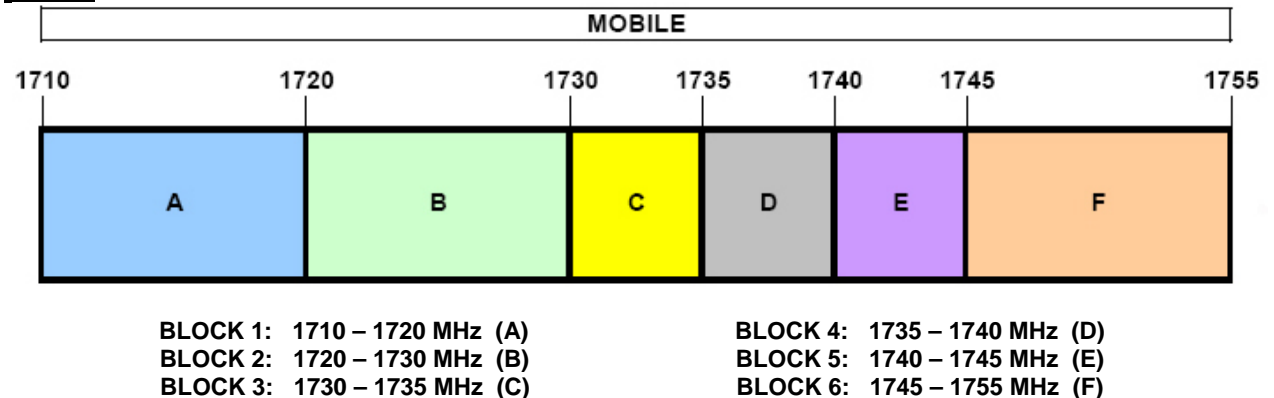 MOBILE
1710 1720 1730 1735 1740 1745 1755
A B C D E F
BLOCK 1: 1710 – 1720 MHz (A)
BLOCK 2: 1720 – 1730 MHz (B)
BLOCK 3: 1730 – 1735 MHz (C)
BLOCK 4: 1735 – 1740 MHz (D)
BLOCK 5: 1740 – 1745 MHz (E)
BLOCK 6: 1745 – 1755 MHz (F)